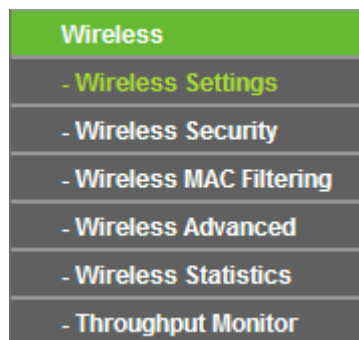 Wireless
- Wireless Settings
- Wireless Security
- Wireless MAC Filtering
- Wireless Advanced
- Wireless Statistics
- Throughput Monitor